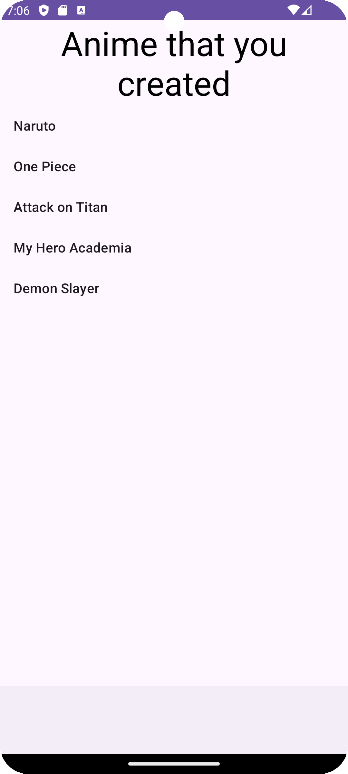 7:06
Anime that you
created
Naruto
One Piece
Attack on Titan
My Hero Academia
Demon Slayer